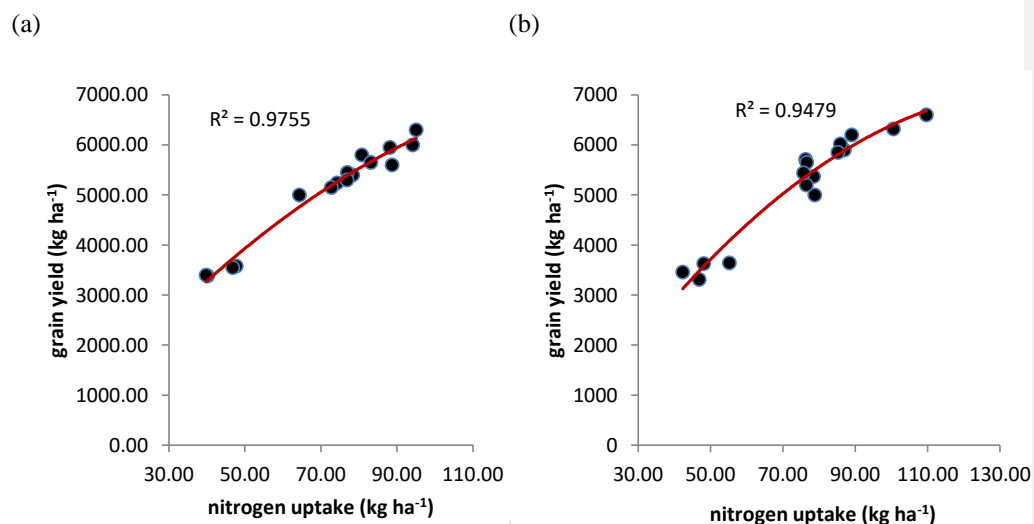 (a)
(b)
R² = 0.9755
7000.00
6000.00
5000.00
4000.00
3000.00
2000.00
1000.00
0.00
30.00 50.00 70.00 90.00 110.00
grain yield (kg ha⁻¹)
nitrogen uptake (kg ha⁻¹)
R² = 0.9479
7000
6000
5000
4000
3000
2000
1000
0
30.00 50.00 70.00 90.00 110.00 130.00
grain yield (kg ha⁻¹)
nitrogen uptake (kg ha⁻¹)